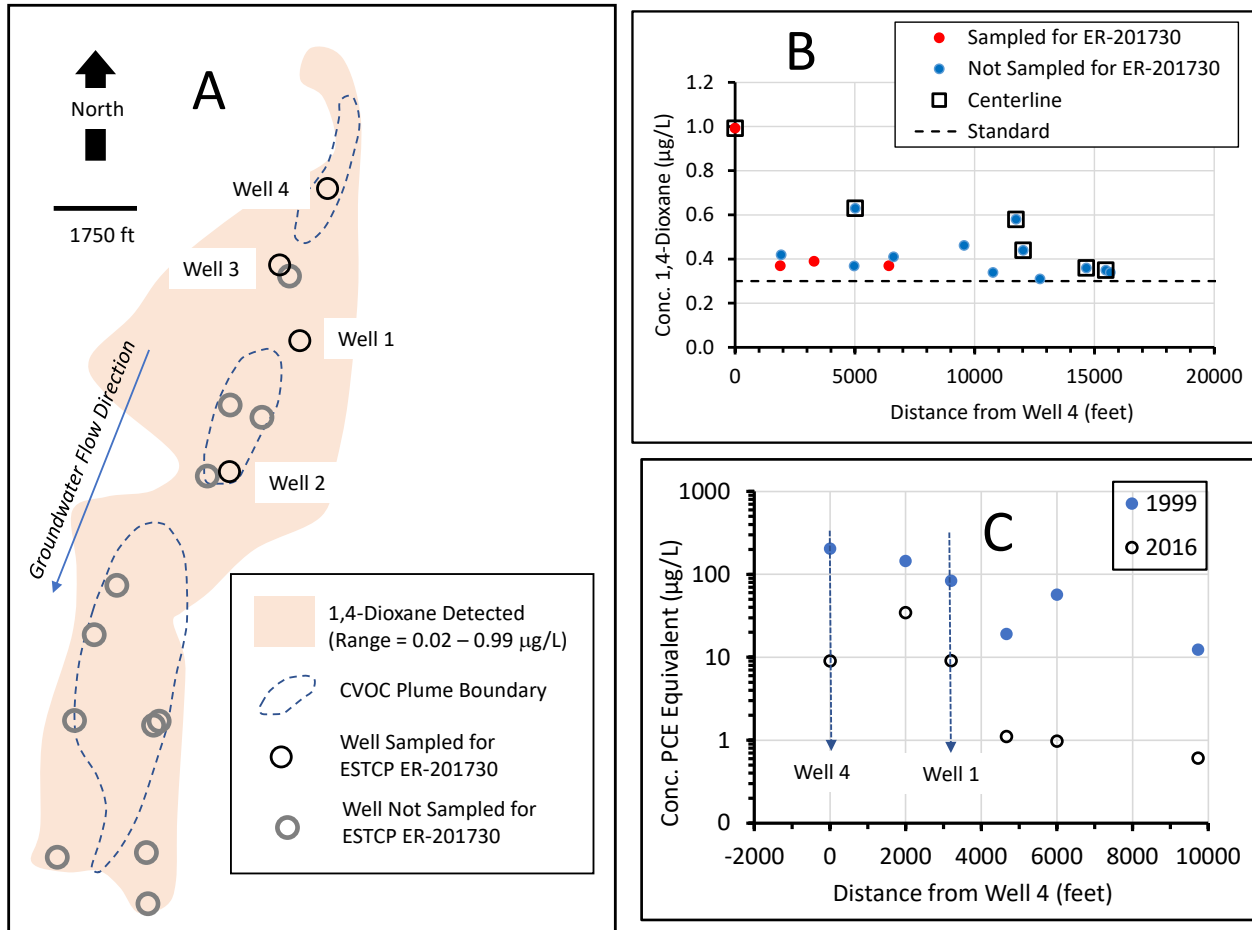 A
North
1750 ft
Well 4
Well 3
Well 1
Well 2
Groundwater Flow Direction
1,4-Dioxane Detected
(Range = 0.02 – 0.99 µg/L)
CVOC Plume Boundary
Well Sampled for
ESTCP ER-201730
Well Not Sampled for
ESTCP ER-201730
B
Sampled for ER-201730
Not Sampled for ER-201730
Centerline
Standard
Conc. 1,4-Dioxane (µg/L)
1.2
1.0
0.8
0.6
0.4
0.2
0.0
0 5000 10000 15000 20000
Distance from Well 4 (feet)
C
1999
2016
Conc. PCE Equivalent (µg/L)
1000
100
10
1
0
Well 4
Well 1
-2000 0 2000 4000 6000 8000 10000
Distance from Well 4 (feet)